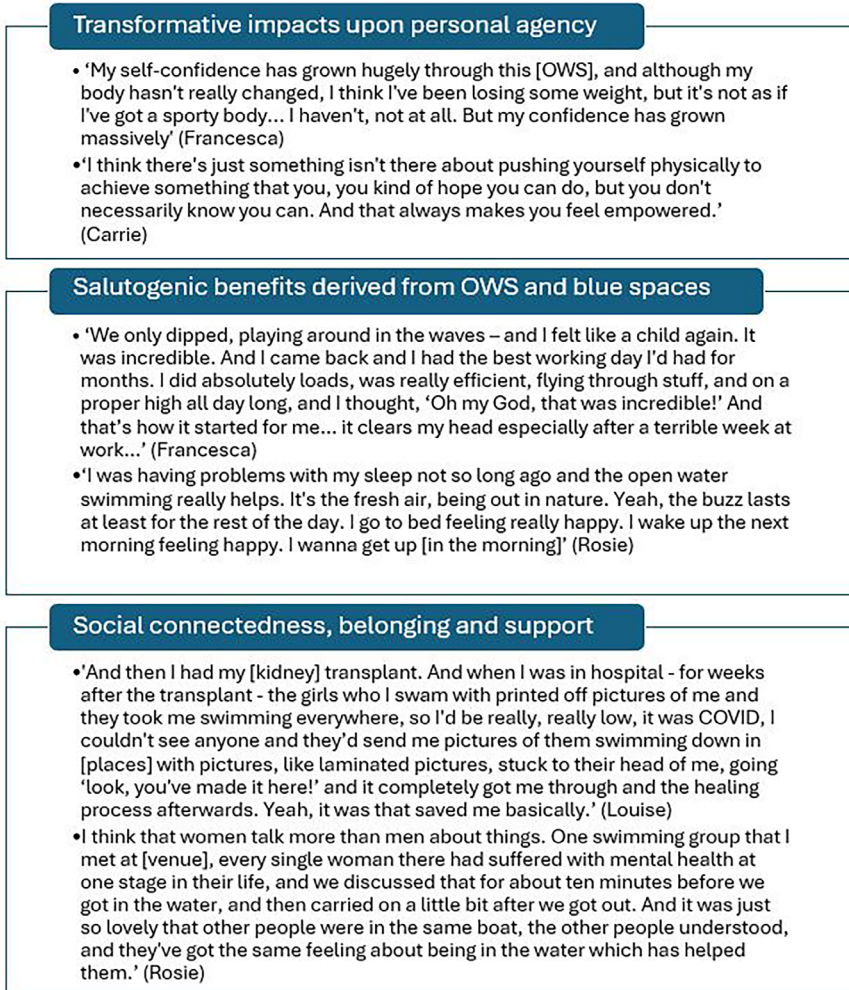 Transformative impacts upon personal agency
• ‘My self-confidence has grown hugely through this [OWS], and although my
body hasn't really changed, I think I've been losing some weight, but it's not as if
I've got a sporty body... I haven't, not at all. But my confidence has grown
massively' (Francesca)
•‘I think there's just something isn't there about pushing yourself physically to
achieve something that you, you kind of hope you can do, but you don't
necessarily know you can. And that always makes you feel empowered.’
(Carrie)
Salutogenic benefits derived from OWS and blue spaces
• ‘We only dipped, playing around in the waves – and I felt like a child again. It
was incredible. And I came back and I had the best working day I’d had for
months. I did absolutely loads, was really efficient, flying through stuff, and on a
proper high all day long, and I thought, ‘Oh my God, that was incredible!’ And
that’s how it started for me... it clears my head especially after a terrible week at
work...’ (Francesca)
•‘I was having problems with my sleep not so long ago and the open water
swimming really helps. It's the fresh air, being out in nature. Yeah, the buzz lasts
at least for the rest of the day. I go to bed feeling really happy. I wake up the next
morning feeling happy. I wanna get up [in the morning]’ (Rosie)
Social connectedness, belonging and support
•'And then I had my [kidney] transplant. And when I was in hospital - for weeks
after the transplant - the girls who I swam with printed off pictures of me and
they took me swimming everywhere, so I'd be really, really low, it was COVID, I
couldn't see anyone and they’d send me pictures of them swimming down in
[places] with pictures, like laminated pictures, stuck to their head of me, going
‘look, you've made it here!’ and it completely got me through and the healing
process afterwards. Yeah, it was that saved me basically.’ (Louise)
•I think that women talk more than men about things. One swimming group that I
met at [venue], every single woman there had suffered with mental health at
one stage in their life, and we discussed that for about ten minutes before we
got in the water, and then carried on a little bit after we got out. And it was just
so lovely that other people were in the same boat, the other people understood,
and they've got the same feeling about being in the water which has helped
them.’ (Rosie)